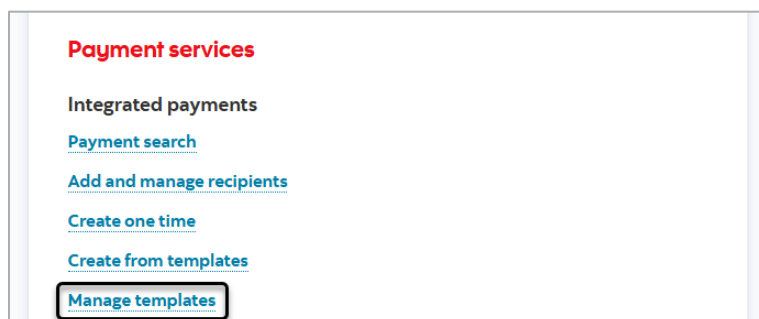 Payment services
Integrated payments
Payment search
Add and manage recipients
Create one time
Create from templates
Manage templates